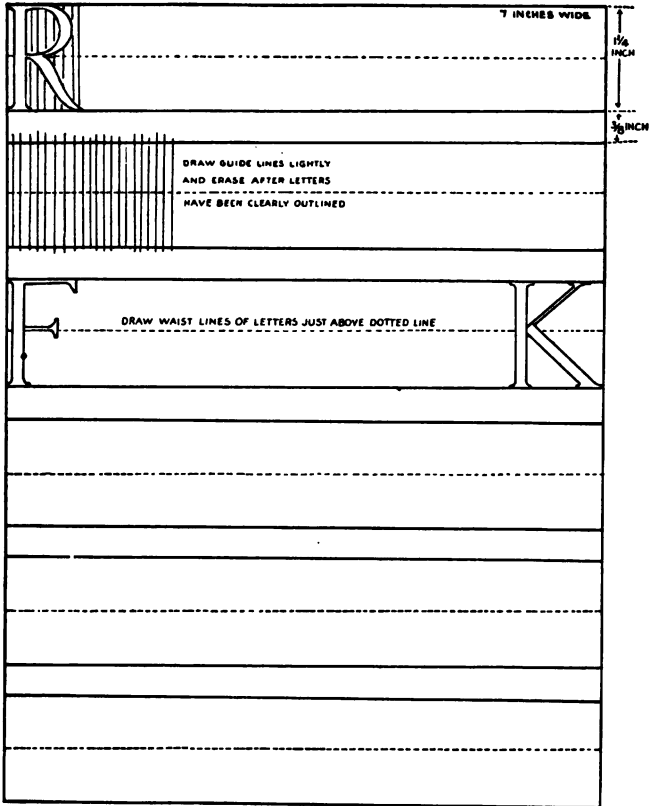 R
7 INCHES WIDE
1¼
INCH
⅜ INCH
DRAW GUIDE LINES LIGHTLY
AND ERASE AFTER LETTERS
HAVE BEEN CLEARLY OUTLINED
F
DRAW WAIST LINES OF LETTERS JUST ABOVE DOTTED LINE
K